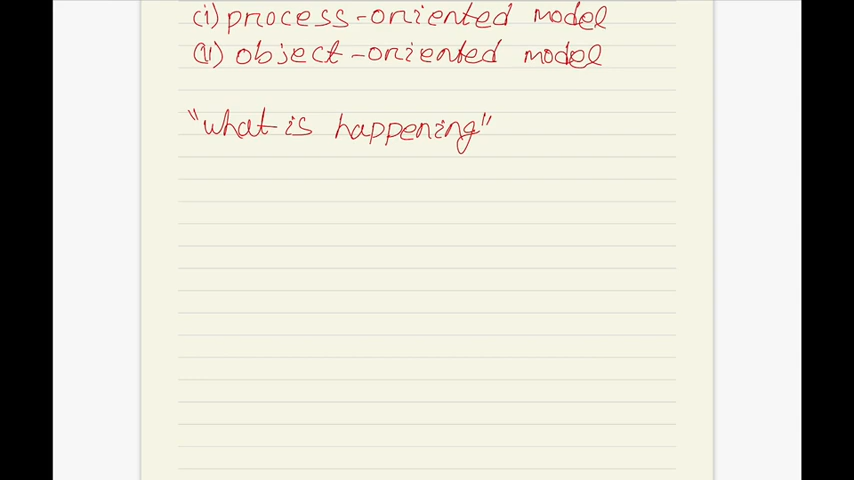 (i) process-oriented model
(ii) object-oriented model
"what is happening"